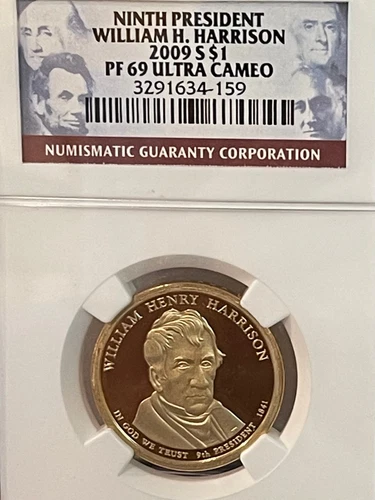 NINTH PRESIDENT
WILLIAM H. HARRISON
2009 S $1
PF 69 ULTRA CAMEO
3291634-159
NUMISMATIC GUARANTY CORPORATION
WILLIAM HENRY HARRISON
IN GOD WE TRUST 9th PRESIDENT 1841